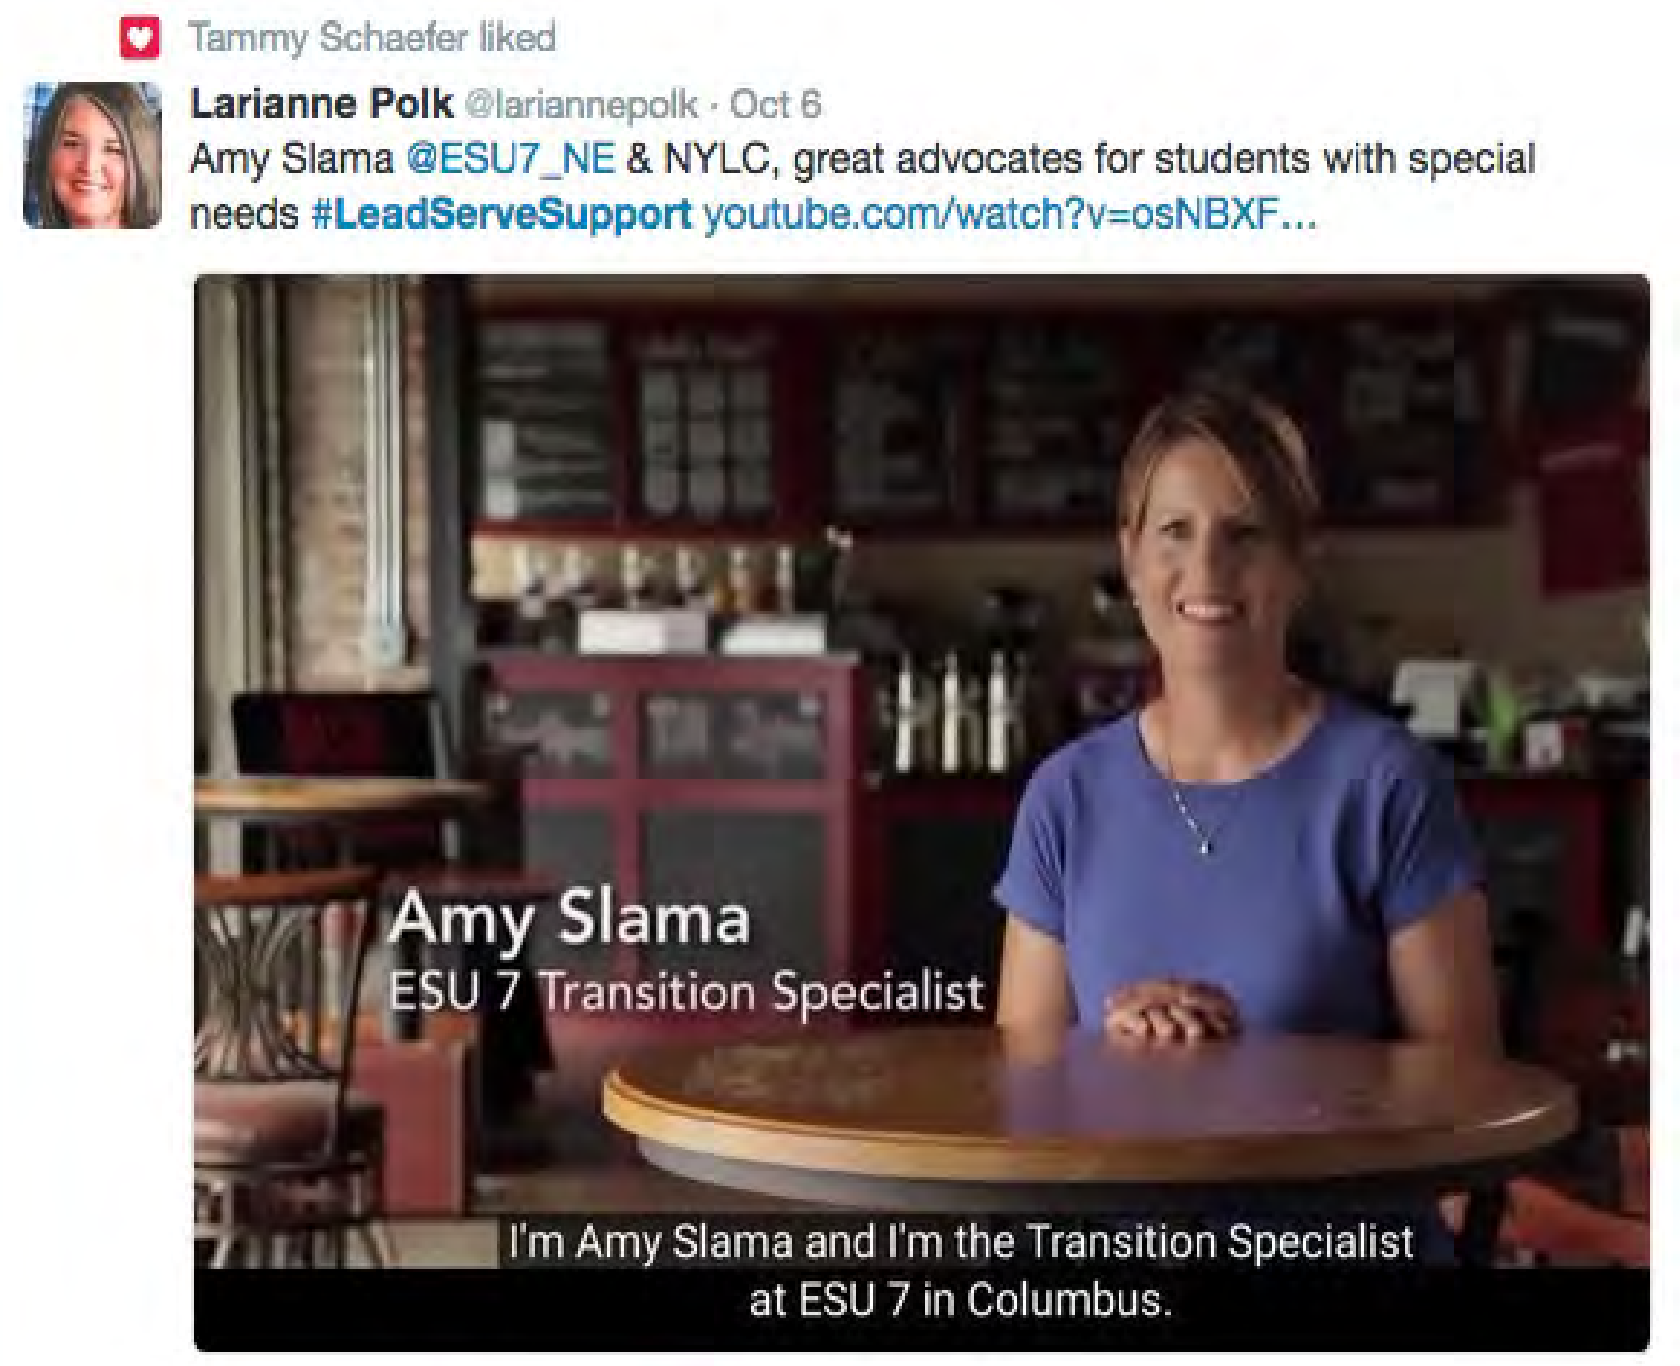 Tammy Schaefer liked
Larianne Polk @lariannepolk · Oct 6
Amy Slama @ESU7_NE & NYLC, great advocates for students with special
needs #LeadServeSupport youtube.com/watch?v=osNBXF...
Amy Slama
ESU 7 Transition Specialist
I'm Amy Slama and I'm the Transition Specialist
at ESU 7 in Columbus.